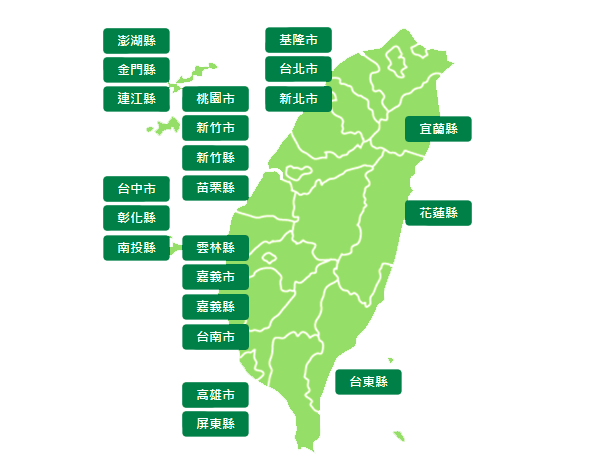 澎湖縣
金門縣
連江縣
基隆市
台北市
新北市
桃園市
新竹市
新竹縣
苗栗縣
宜蘭縣
花蓮縣
台中市
彰化縣
南投縣
雲林縣
嘉義市
嘉義縣
台南市
高雄市
屏東縣
台東縣